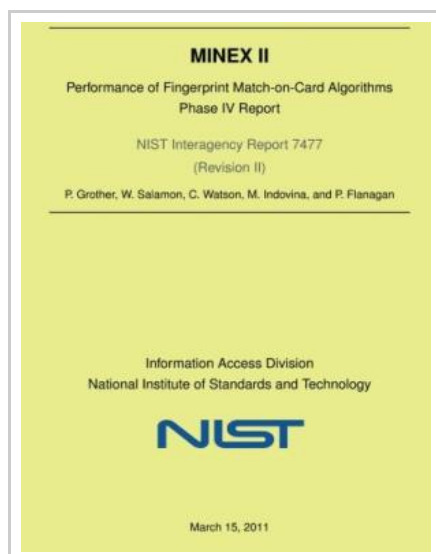 MINEX II
Performance of Fingerprint Match-on-Card Algorithms
Phase IV Report
NIST Interagency Report 7477
(Revision II)
P. Grother, W. Salamon, C. Watson, M. Indovina, and P. Flanagan
Information Access Division
National Institute of Standards and Technology
NIST
March 15, 2011